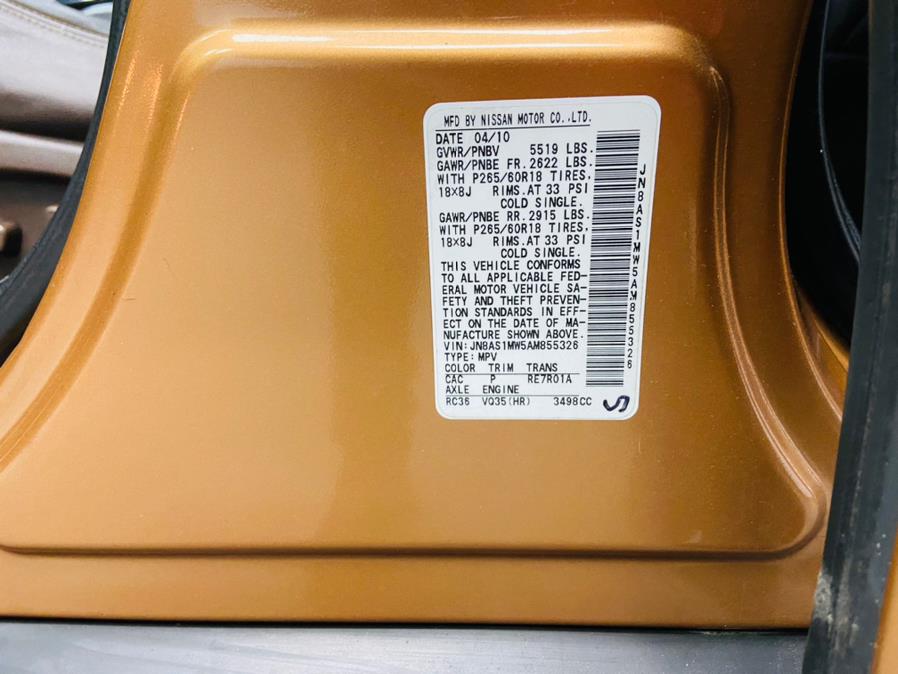 MFD BY NISSAN MOTOR CO.,LTD.
DATE 04/10
GVWR/PNBV 5519 LBS.
GAWR/PNBE FR. 2622 LBS.
WITH P265/60R18 TIRES,
18×8J RIMS. AT 33 PSI
COLD SINGLE.
GAWR/PNBE RR. 2915 LBS.
WITH P265/60R18 TIRES,
18×8J RIMS. AT 33 PSI
COLD SINGLE.
THIS VEHICLE CONFORMS
TO ALL APPLICABLE FED-
ERAL MOTOR VEHICLE SA-
FETY AND THEFT PREVEN-
TION STANDARDS IN EFF-
ECT ON THE DATE OF MA-
NUFACTURE SHOWN ABOVE.
VIN: JN8AS1MW5AM855326
TYPE: MPV
COLOR TRIM TRANS
CAC P RE7R01A
AXLE ENGINE
RC36 VQ35(HR) 3498CC
JN8AS1MW5AM855326